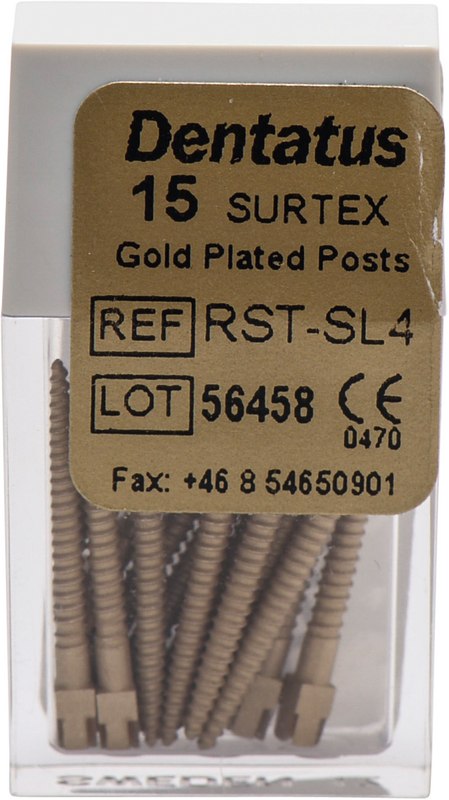 Dentatus
15 SURTEX
Gold Plated Posts
REF RST-SL4
LOT 56458 CE
0470
Fax: +46 8 54650901